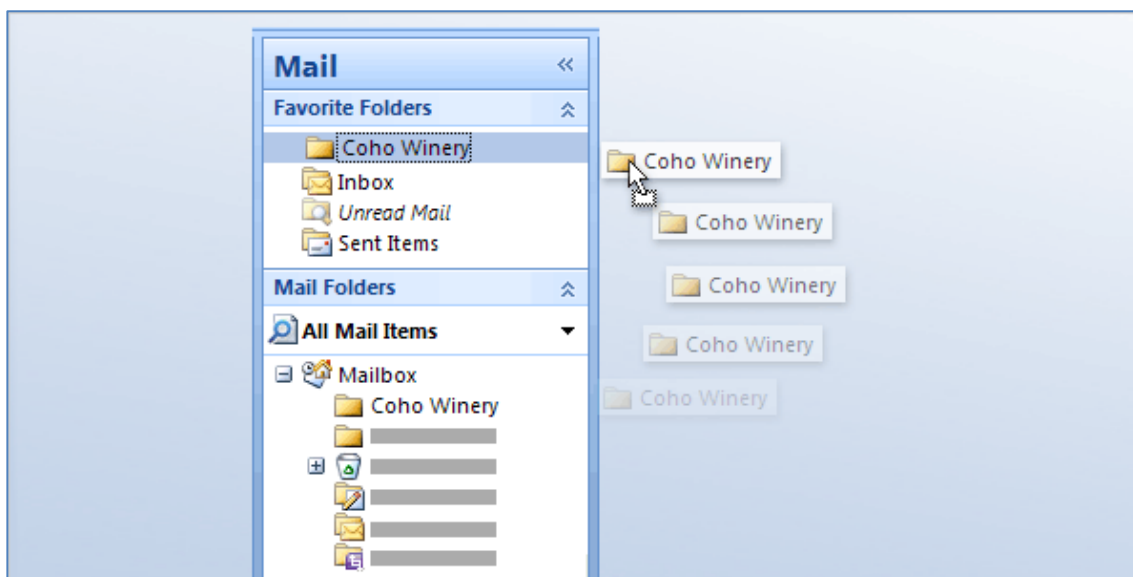 Mail
Favorite Folders
Coho Winery
Inbox
Unread Mail
Sent Items
Mail Folders
All Mail Items
Mailbox
Coho Winery
Coho Winery
Coho Winery
Coho Winery
Coho Winery
Coho Winery